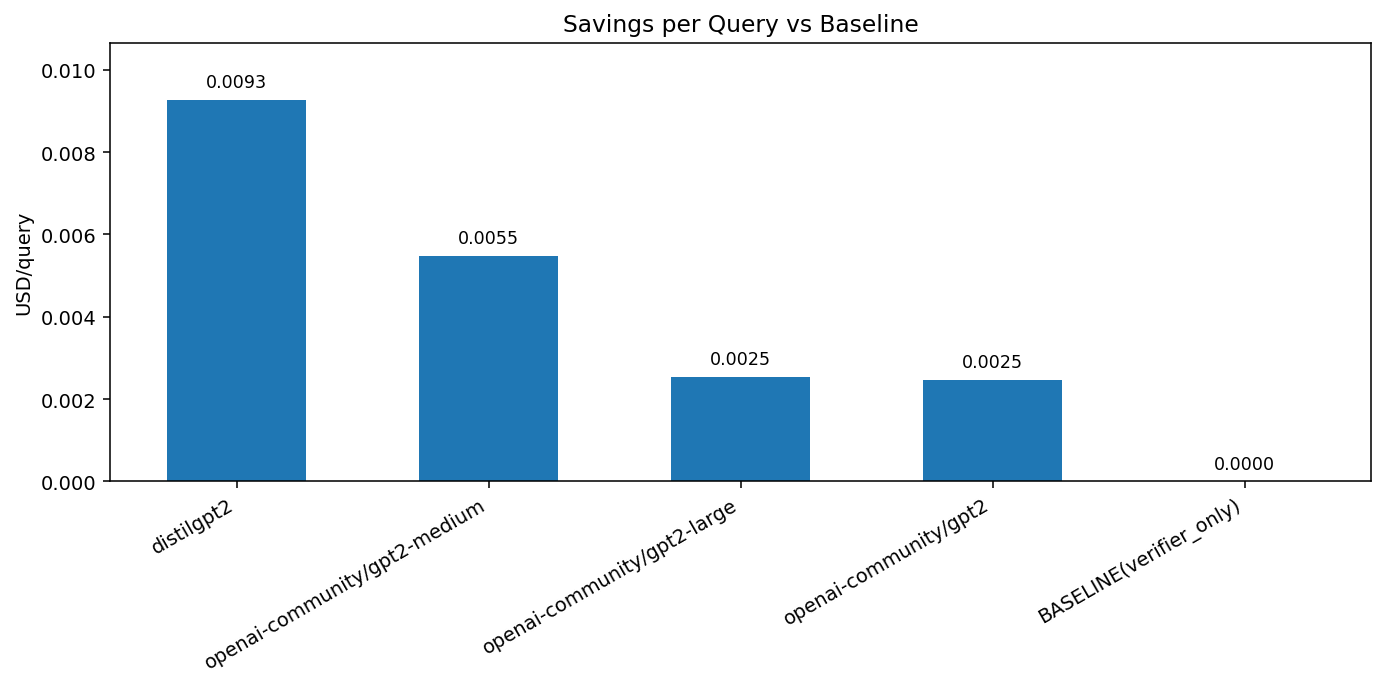 Savings per Query vs Baseline
USD/query
0.010
0.008
0.006
0.004
0.002
0.000
0.0093
0.0055
0.0025
0.0025
0.0000
distilgpt2
openai-community/gpt2-medium
openai-community/gpt2-large
openai-community/gpt2
BASELINE(verifier_only)